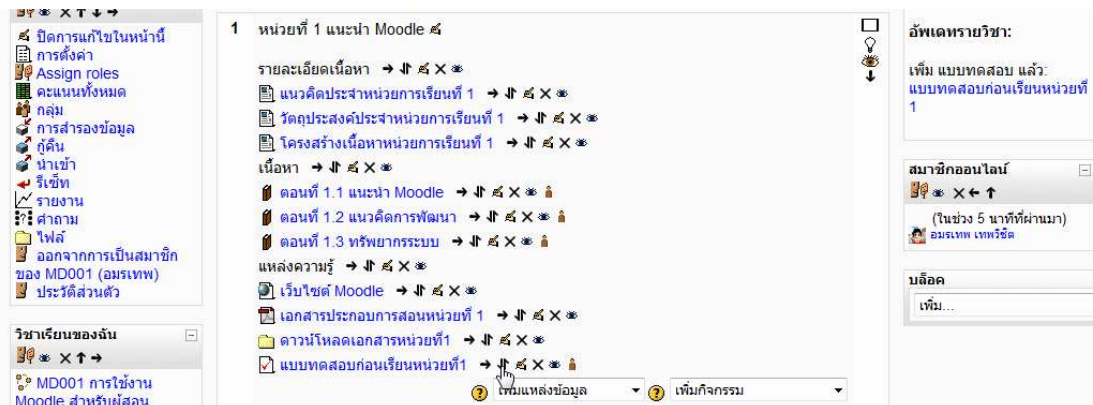 ปิดการแก้ไขในหน้านี้
การตั้งค่า
Assign roles
คะแนนทั้งหมด
กลุ่ม
การสำรองข้อมูล
กู้คืน
นำเข้า
รีเซ็ท
รายงาน
คำถาม
ไฟล์
ออกจากการเป็นสมาชิก
ของ MD001 (อมรเทพ)
ประวัติส่วนตัว
วิชาเรียนของฉัน
MD001 การใช้งาน
Moodle สำหรับผู้สอน
1 หน่วยที่ 1 แนะนำ Moodle
รายละเอียดเนื้อหา
แนวคิดประจำหน่วยการเรียนที่ 1
วัตถุประสงค์ประจำหน่วยการเรียนที่ 1
โครงสร้างเนื้อหาหน่วยการเรียนที่ 1
เนื้อหา
ตอนที่ 1.1 แนะนำ Moodle
ตอนที่ 1.2 แนวคิดการพัฒนา
ตอนที่ 1.3 ทรัพยากรระบบ
แหล่งความรู้
เว็บไซต์ Moodle
เอกสารประกอบการสอนหน่วยที่ 1
ดาวน์โหลดเอกสารหน่วยที่1
แบบทดสอบก่อนเรียนหน่วยที่1
เพิ่มแหล่งข้อมูล เพิ่มกิจกรรม
อัพเดทรายวิชา:
เพิ่ม แบบทดสอบ แล้ว:
แบบทดสอบก่อนเรียนหน่วยที่
1
สมาชิกออนไลน์
(ในช่วง 5 นาทีที่ผ่านมา)
อมรเทพ เทพวิชิต
บล็อค
เพิ่ม...